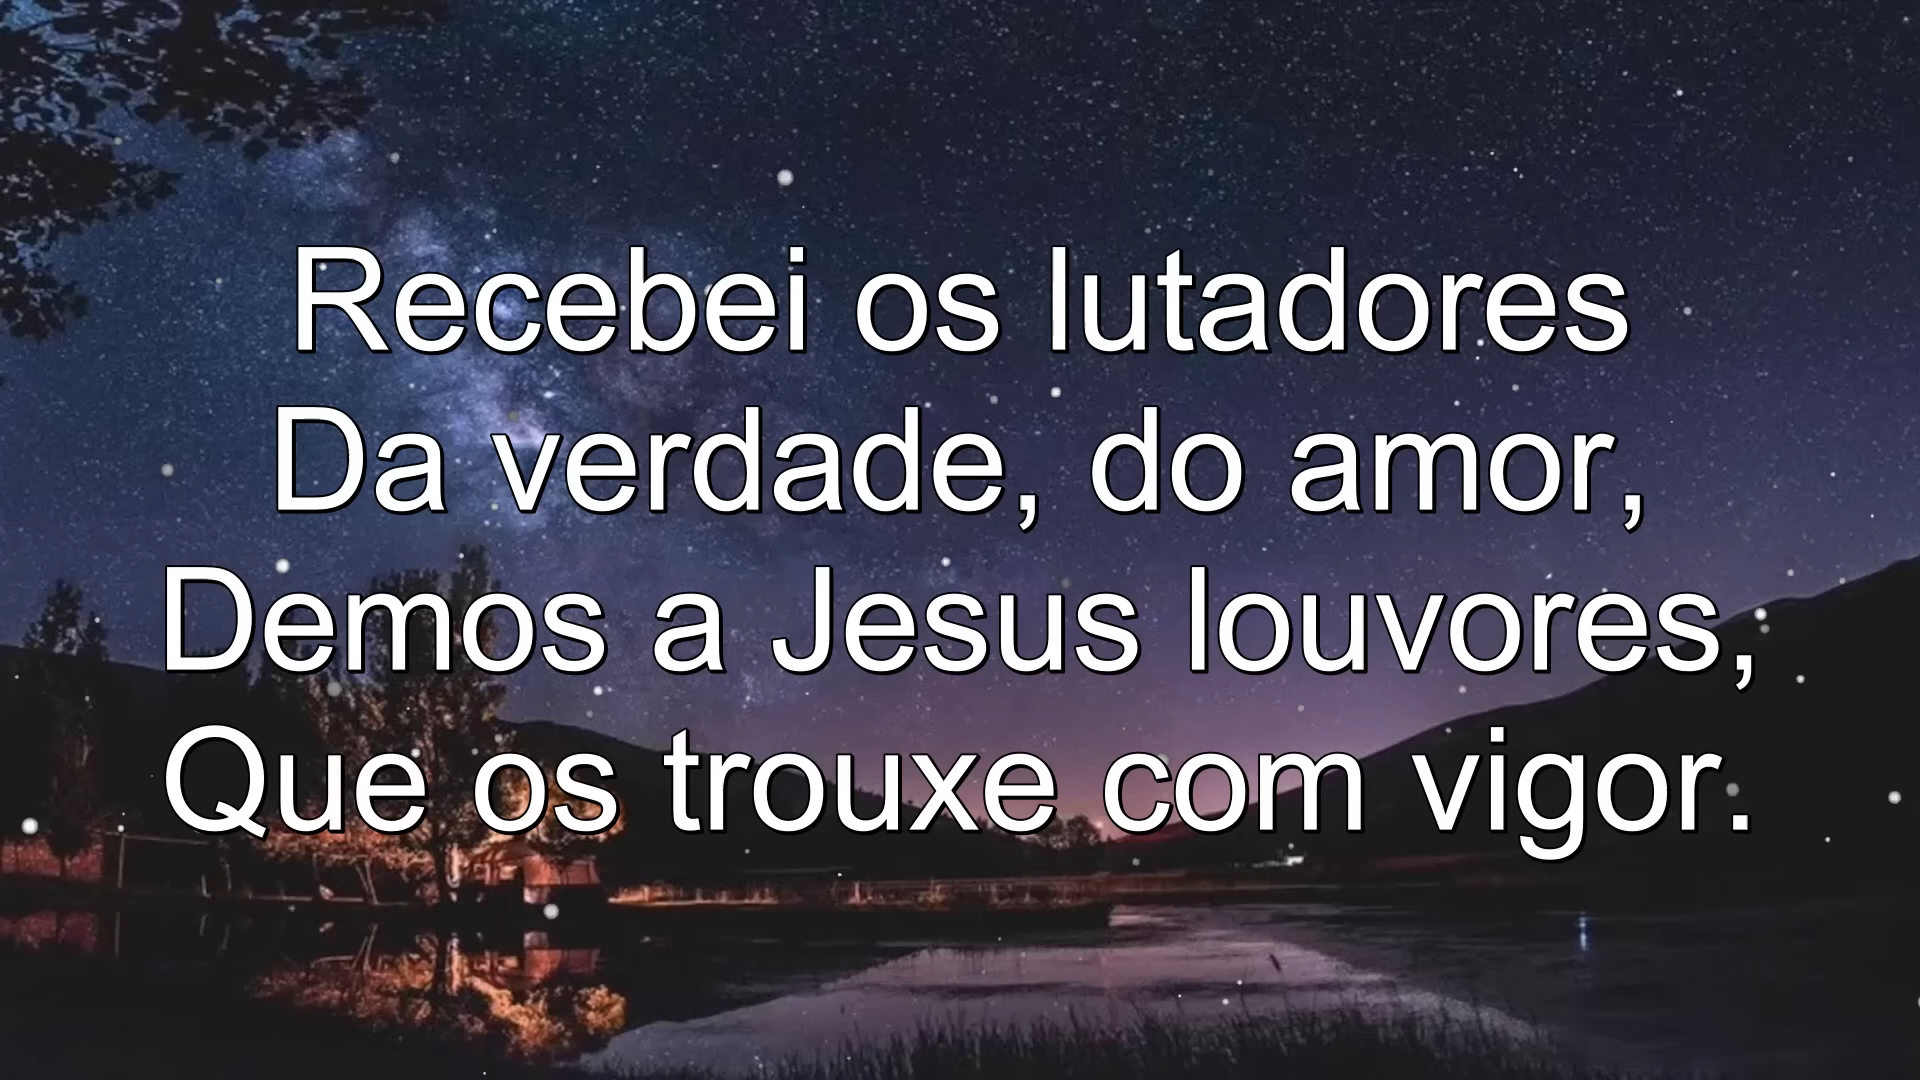 Recebei os lutadores
Da verdade, do amor,
Demos a Jesus louvores,
Que os trouxe com vigor.